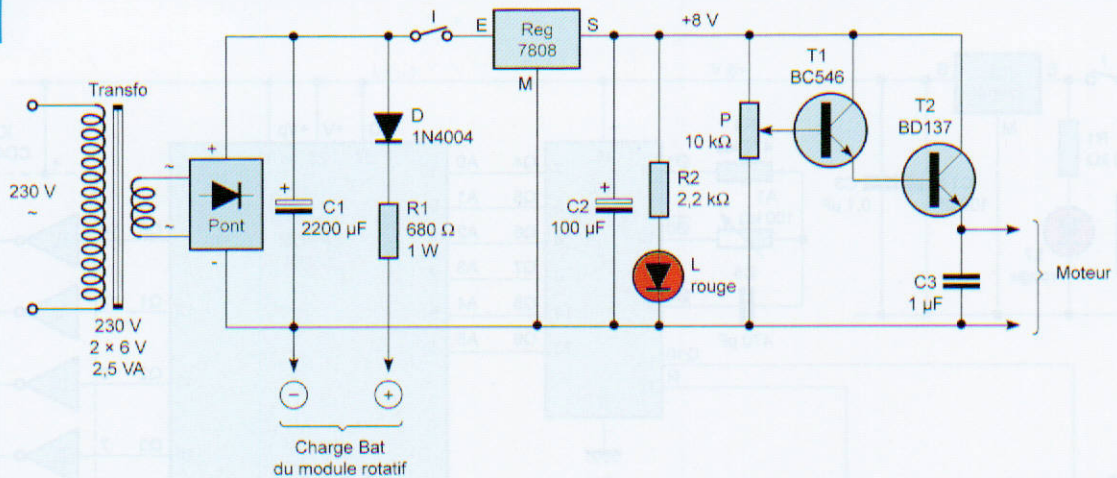 Transfo
230 V
~
230 V
2 × 6 V
2,5 VA
~
~
+
Pont
-
+
C1
2200 µF
D
1N4004
R1
680 Ω
1 W
−
+
Charge Bat
du module rotatif
I
E
Reg
7808
S
M
+8 V
+
C2
100 µF
R2
2,2 kΩ
L
rouge
P
10 kΩ
T1
BC546
T2
BD137
C3
1 µF
Moteur